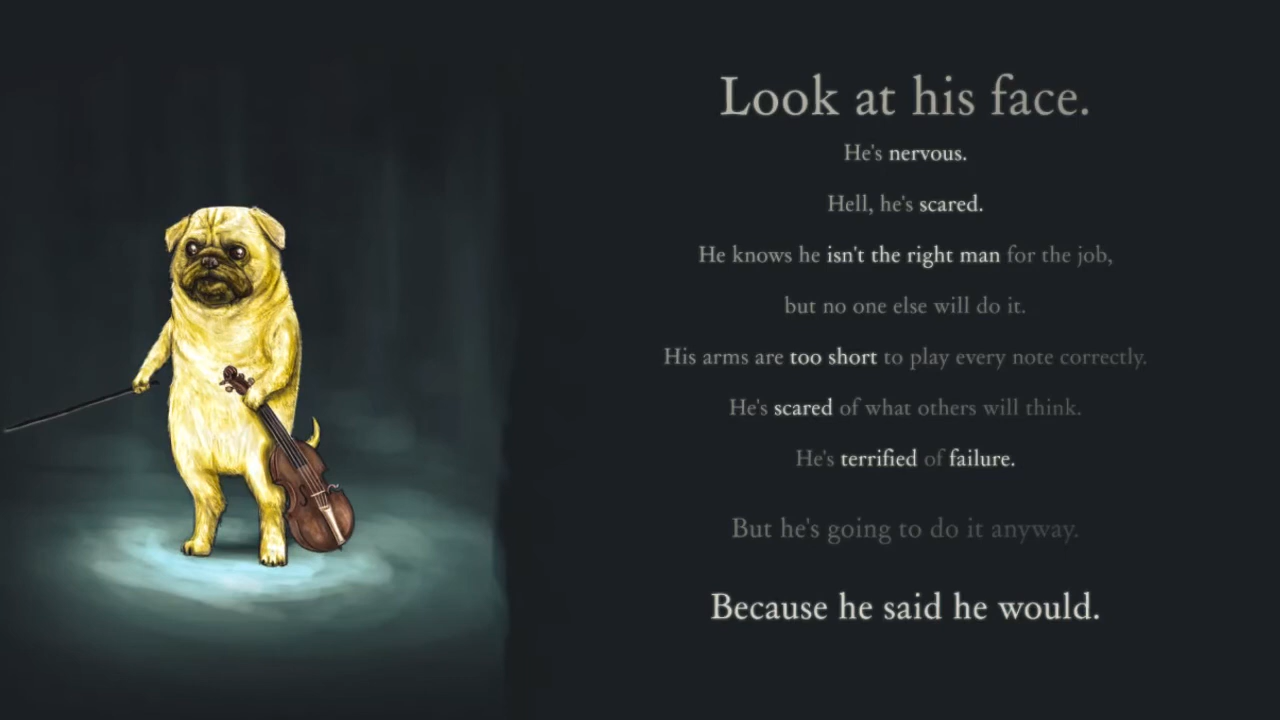 Look at his face.
He's nervous.
Hell, he's scared.
He knows he isn't the right man for the job,
but no one else will do it.
His arms are too short to play every note correctly.
He's scared of what others will think.
He's terrified of failure.
But he's going to do it anyway.
Because he said he would.